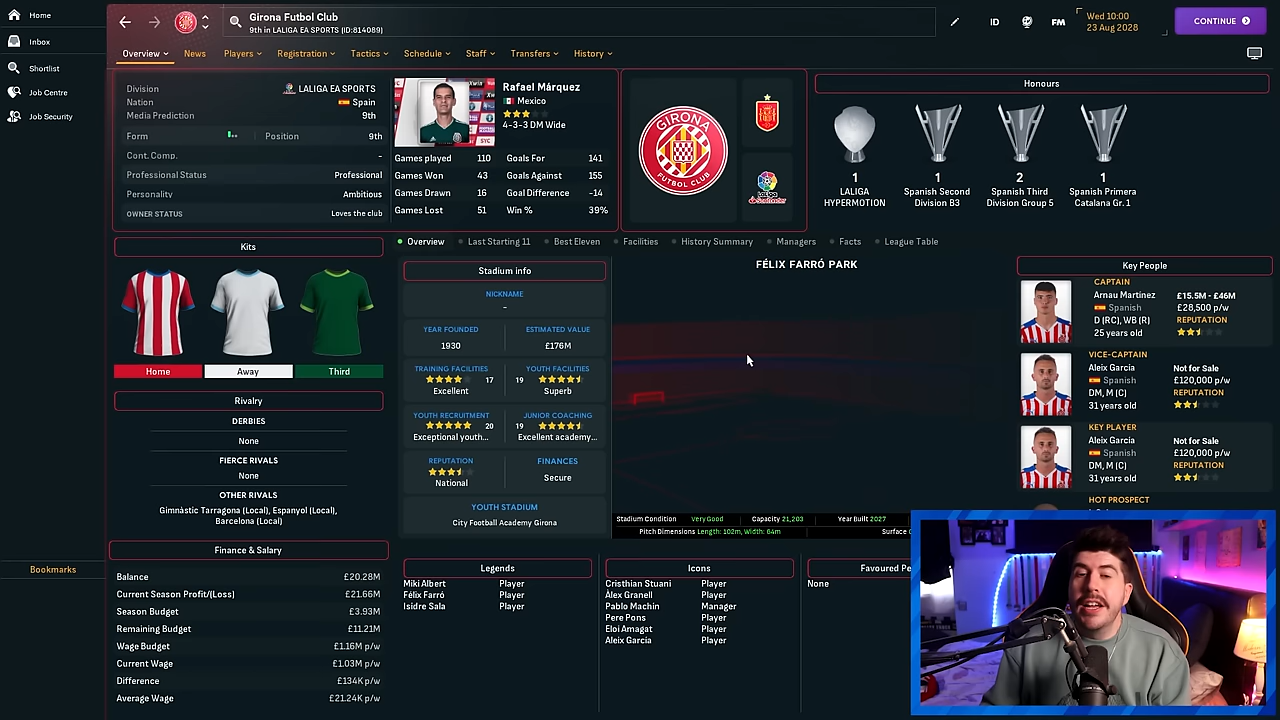 Home
Inbox
Shortlist
Job Centre
Job Security
Bookmarks
Girona Futbol Club
9th in LALIGA EA SPORTS (ID:814089)
ID
FM
Wed 10:00
23 Aug 2028
CONTINUE
Overview
News
Players
Registration
Tactics
Schedule
Staff
Transfers
History
Division LALIGA EA SPORTS
Nation Spain
Media Prediction 9th
Form Position 9th
Cont. Comp. -
Professional Status Professional
Personality Ambitious
OWNER STATUS Loves the club
Rafael Márquez
Mexico
4-3-3 DM Wide
Games played 110 Goals For 141
Games Won 43 Goals Against 155
Games Drawn 16 Goal Difference -14
Games Lost 51 Win % 39%
GIRONA
FUTBOL CLUB
Honours
1 1 2 1
LALIGA HYPERMOTION
Spanish Second Division B3
Spanish Third Division Group 5
Spanish Primera Catalana Gr. 1
Kits
Home Away Third
Rivalry
DERBIES
None
FIERCE RIVALS
None
OTHER RIVALS
Gimnàstic Tarragona (Local), Espanyol (Local),
Barcelona (Local)
Finance & Salary
Balance £20.28M
Current Season Profit/(Loss) £21.66M
Season Budget £3.93M
Remaining Budget £11.21M
Wage Budget £1.16M p/w
Current Wage £1.03M p/w
Difference £134K p/w
Average Wage £21.24K p/w
Overview
Last Starting 11
Best Eleven
Facilities
History Summary
Managers
Facts
League Table
Stadium info
NICKNAME
-
YEAR FOUNDED ESTIMATED VALUE
1930 £176M
TRAINING FACILITIES YOUTH FACILITIES
17 19
Excellent Superb
YOUTH RECRUITMENT JUNIOR COACHING
20 19
Exceptional youth... Excellent academy...
REPUTATION FINANCES
National Secure
YOUTH STADIUM
City Football Academy Girona
FÉLIX FARRÓ PARK
Stadium Condition Very Good Capacity 21,203 Year Built 2027
Pitch Dimensions Length: 102m, Width: 64m
Key People
CAPTAIN
Arnau Martínez £15.5M - £46M
Spanish £28,500 p/w
D (RC), WB (R) REPUTATION
25 years old
VICE-CAPTAIN
Aleix García Not for Sale
Spanish £120,000 p/w
DM, M (C) REPUTATION
31 years old
KEY PLAYER
Aleix García Not for Sale
Spanish £120,000 p/w
DM, M (C) REPUTATION
31 years old
HOT PROSPECT
Legends
Miki Albert Player
Félix Farró Player
Isidre Sala Player
Icons
Cristhian Stuani Player
Àlex Granell Player
Pablo Machín Manager
Pere Pons Player
Eloi Amagat Player
Aleix García Player
Favoured Pe
None